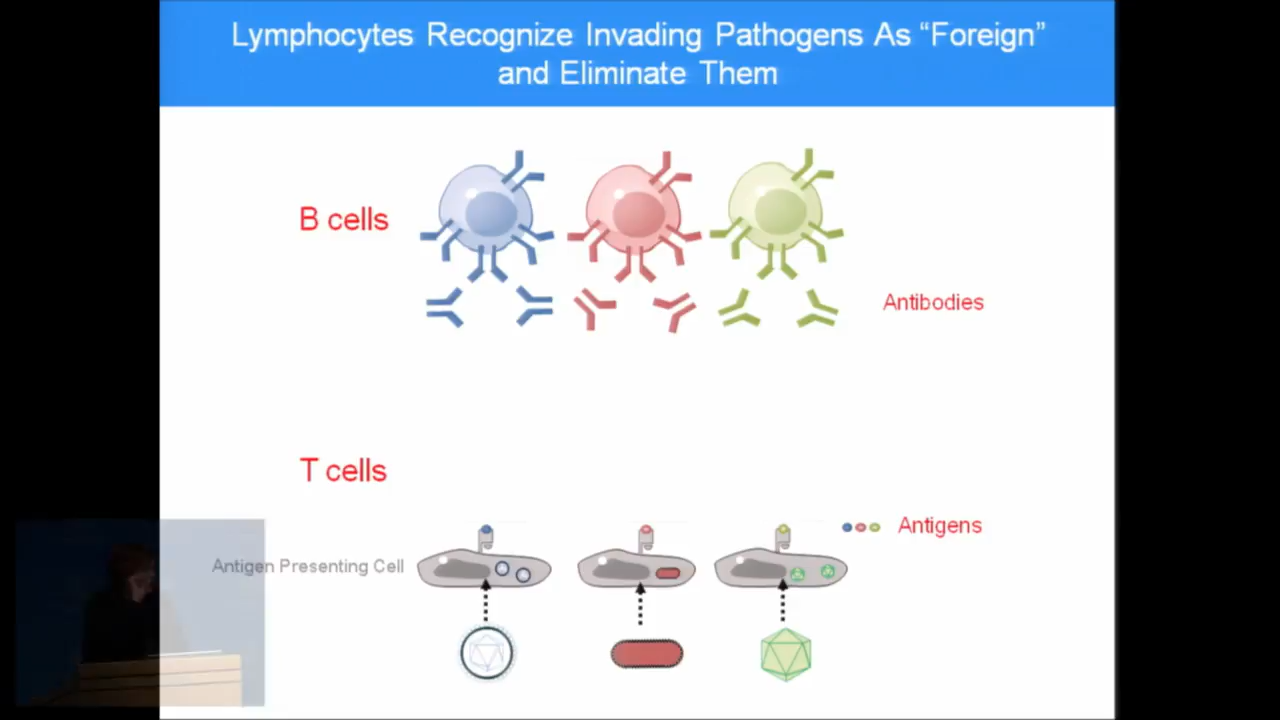 Lymphocytes Recognize Invading Pathogens As “Foreign”
and Eliminate Them
B cells
Antibodies
T cells
Antigens
Antigen Presenting Cell